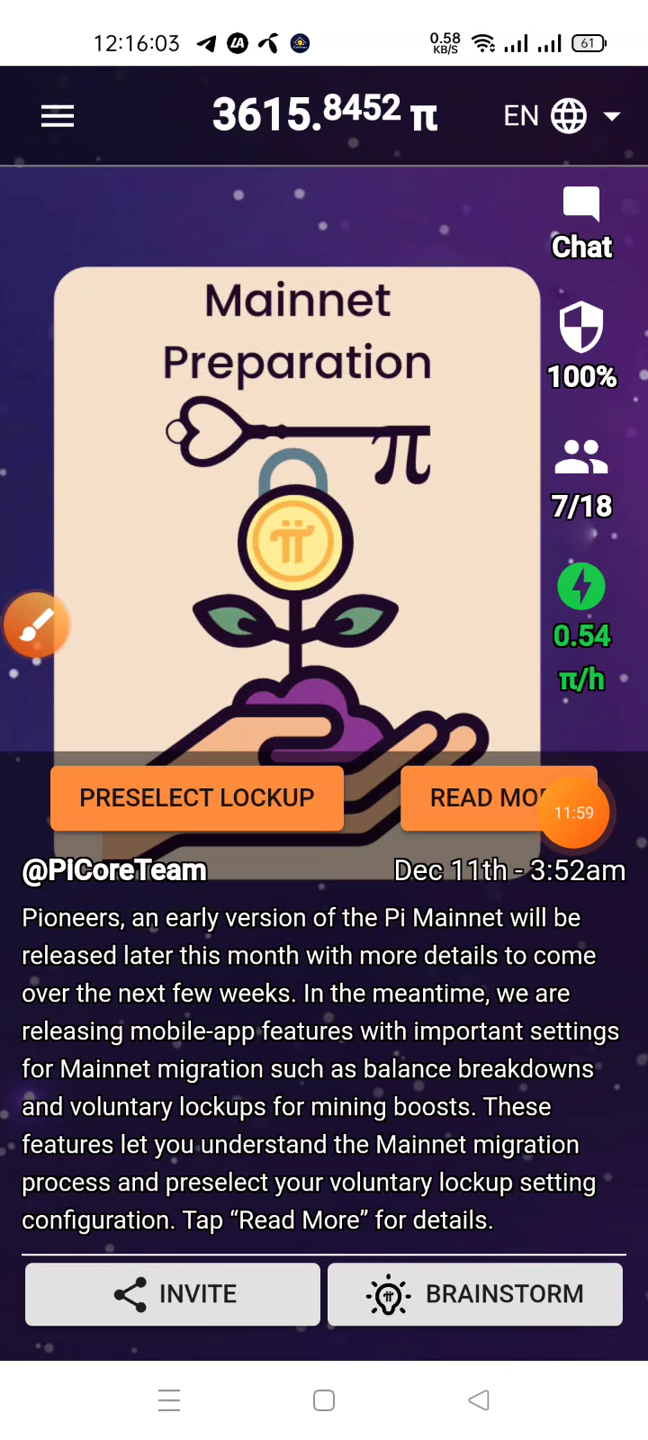 12:16:03
0.58
KB/S
61
3615.8452 π
EN
Chat
Mainnet
Preparation
π
100%
7/18
0.54
π/h
PRESELECT LOCKUP
READ MO
11:59
@PiCoreTeam
Dec 11th - 3:52am
Pioneers, an early version of the Pi Mainnet will be
released later this month with more details to come
over the next few weeks. In the meantime, we are
releasing mobile-app features with important settings
for Mainnet migration such as balance breakdowns
and voluntary lockups for mining boosts. These
features let you understand the Mainnet migration
process and preselect your voluntary lockup setting
configuration. Tap “Read More” for details.
INVITE
BRAINSTORM